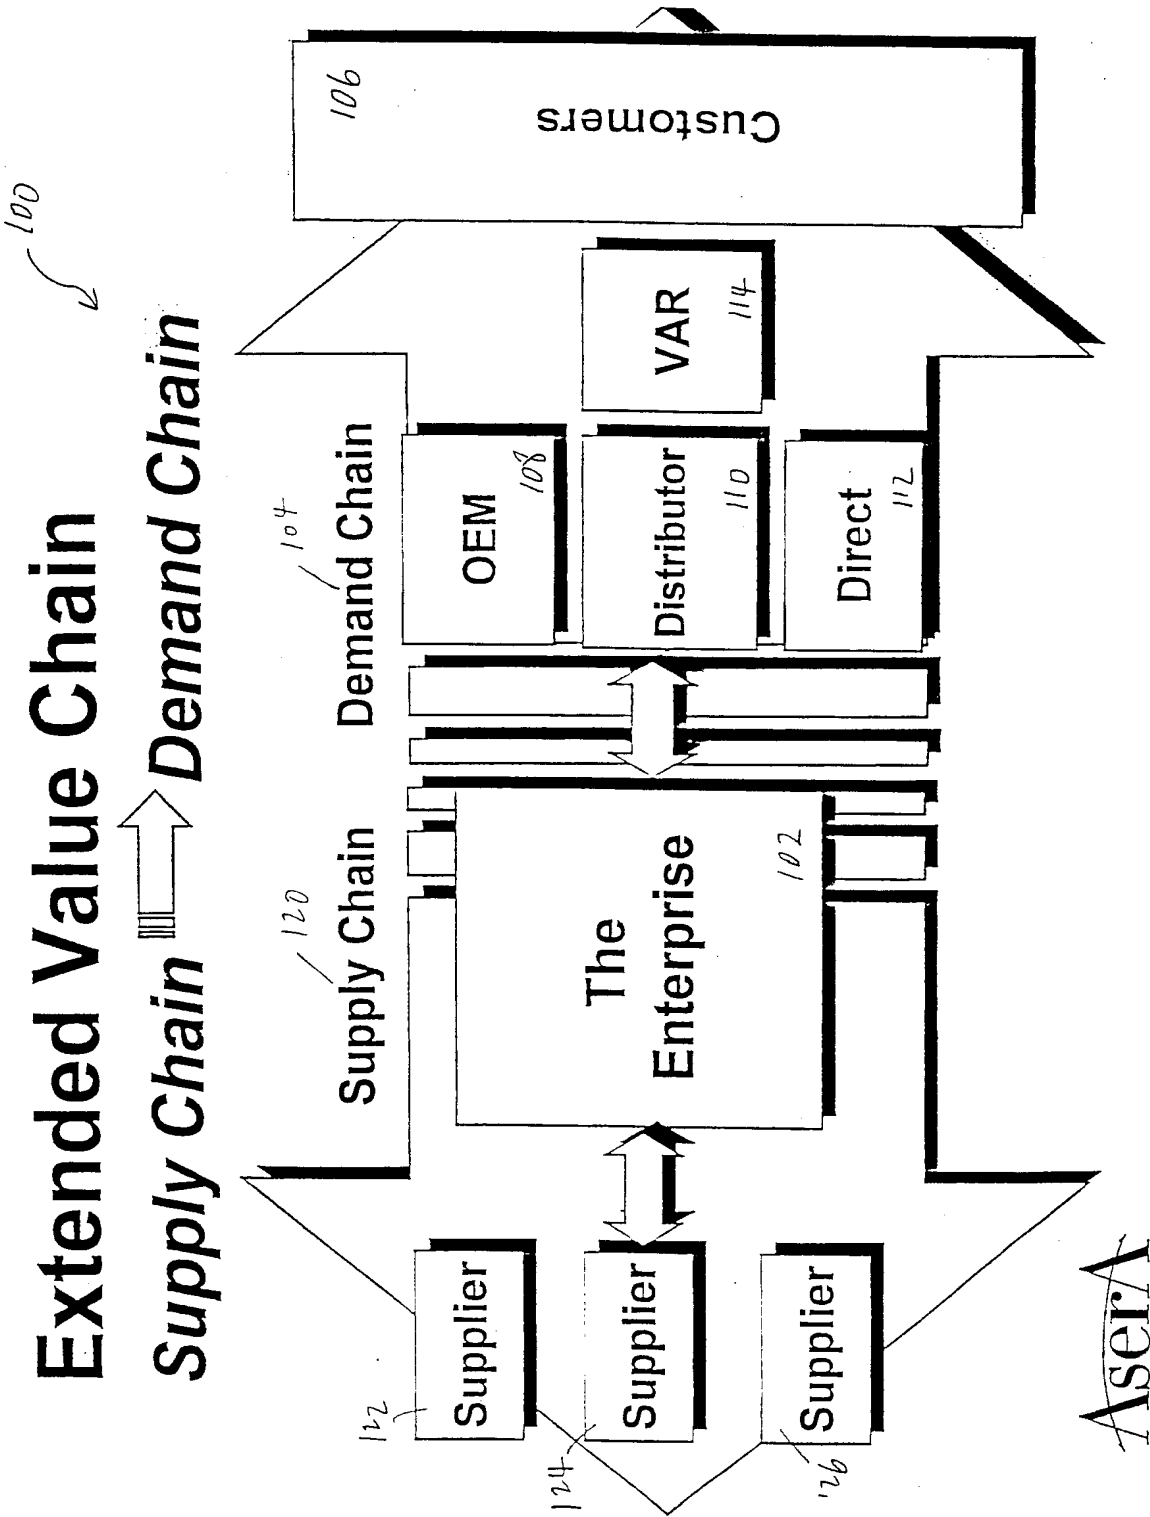 Extended Value Chain
100
Supply Chain Demand Chain
120
104
Supply Chain
Demand Chain
122
Supplier
124
Supplier
126
Supplier
The
Enterprise
102
OEM
108
Distributor
110
Direct
112
VAR
114
Customers
106
AserA